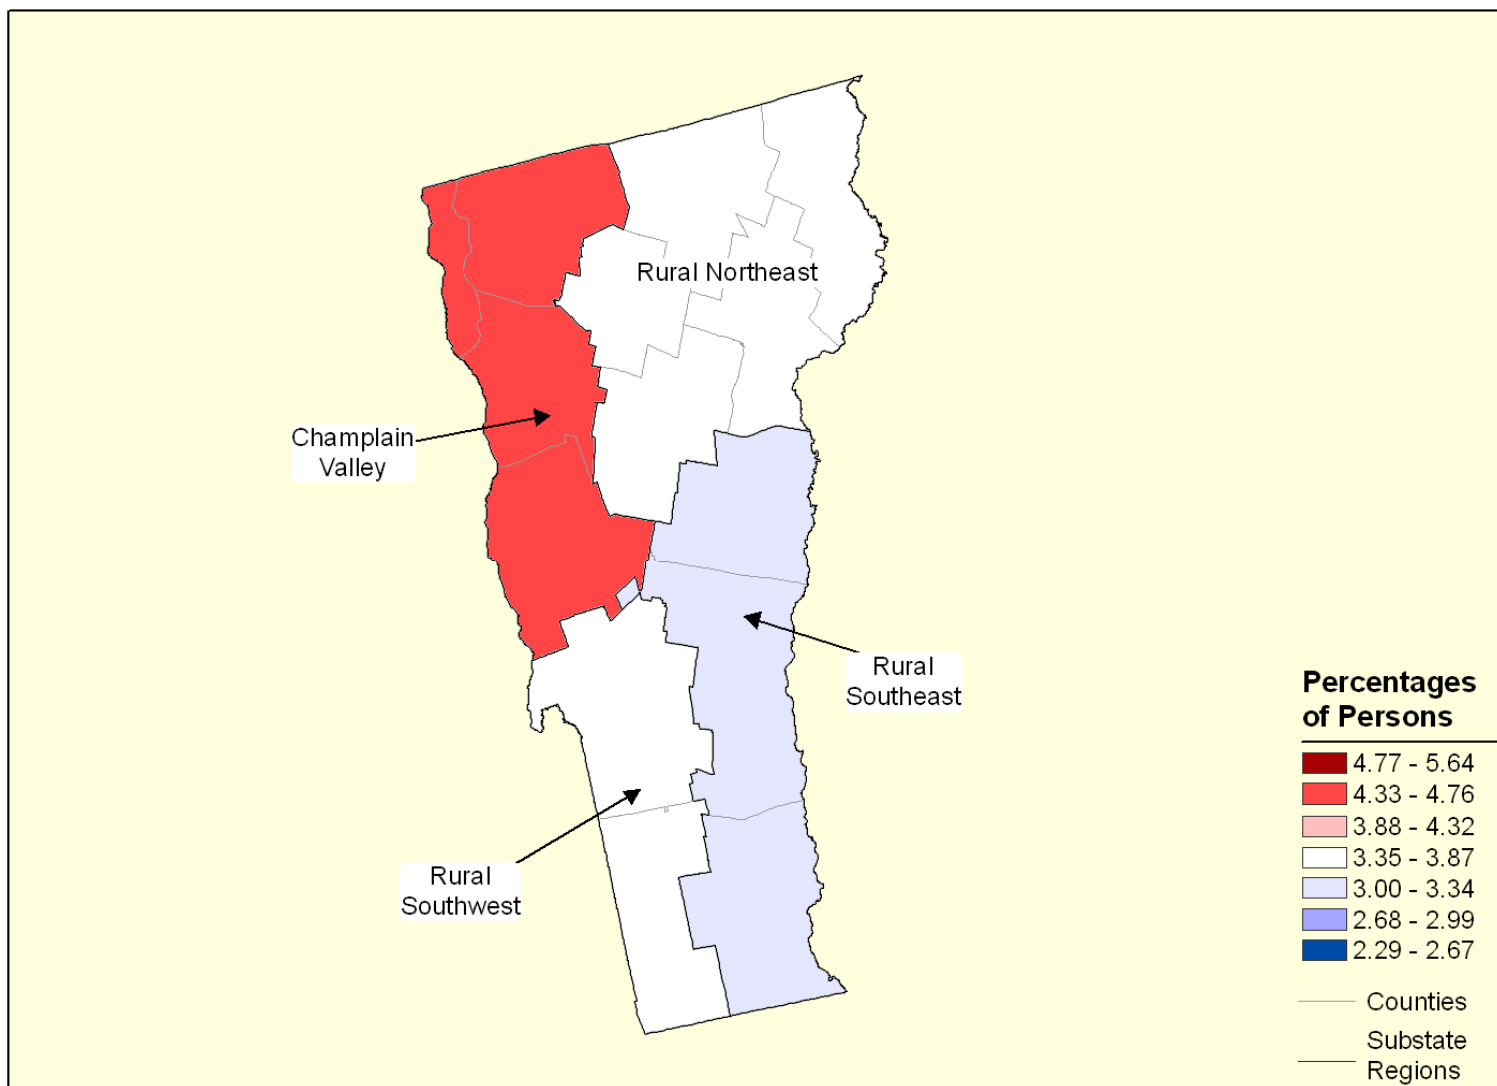 Rural Northeast
Champlain
Valley
Rural
Southeast
Rural
Southwest
Percentages
of Persons
4.77 - 5.64
4.33 - 4.76
3.88 - 4.32
3.35 - 3.87
3.00 - 3.34
2.68 - 2.99
2.29 - 2.67
Counties
Substate
Regions